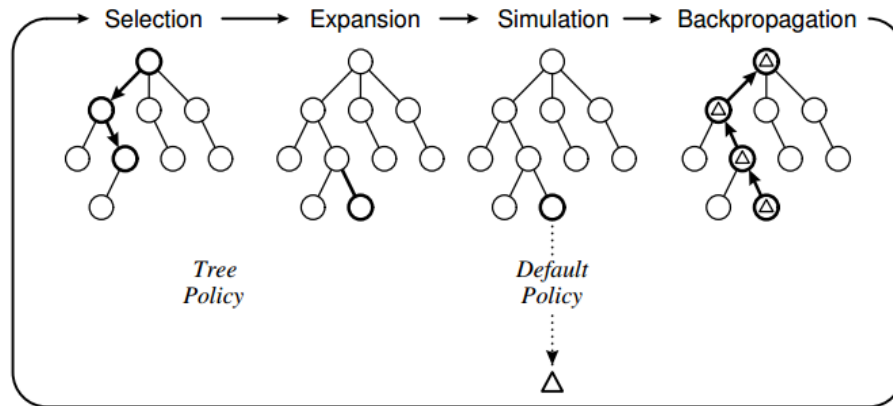 Selection Expansion Simulation Backpropagation
Tree Default
Policy Policy